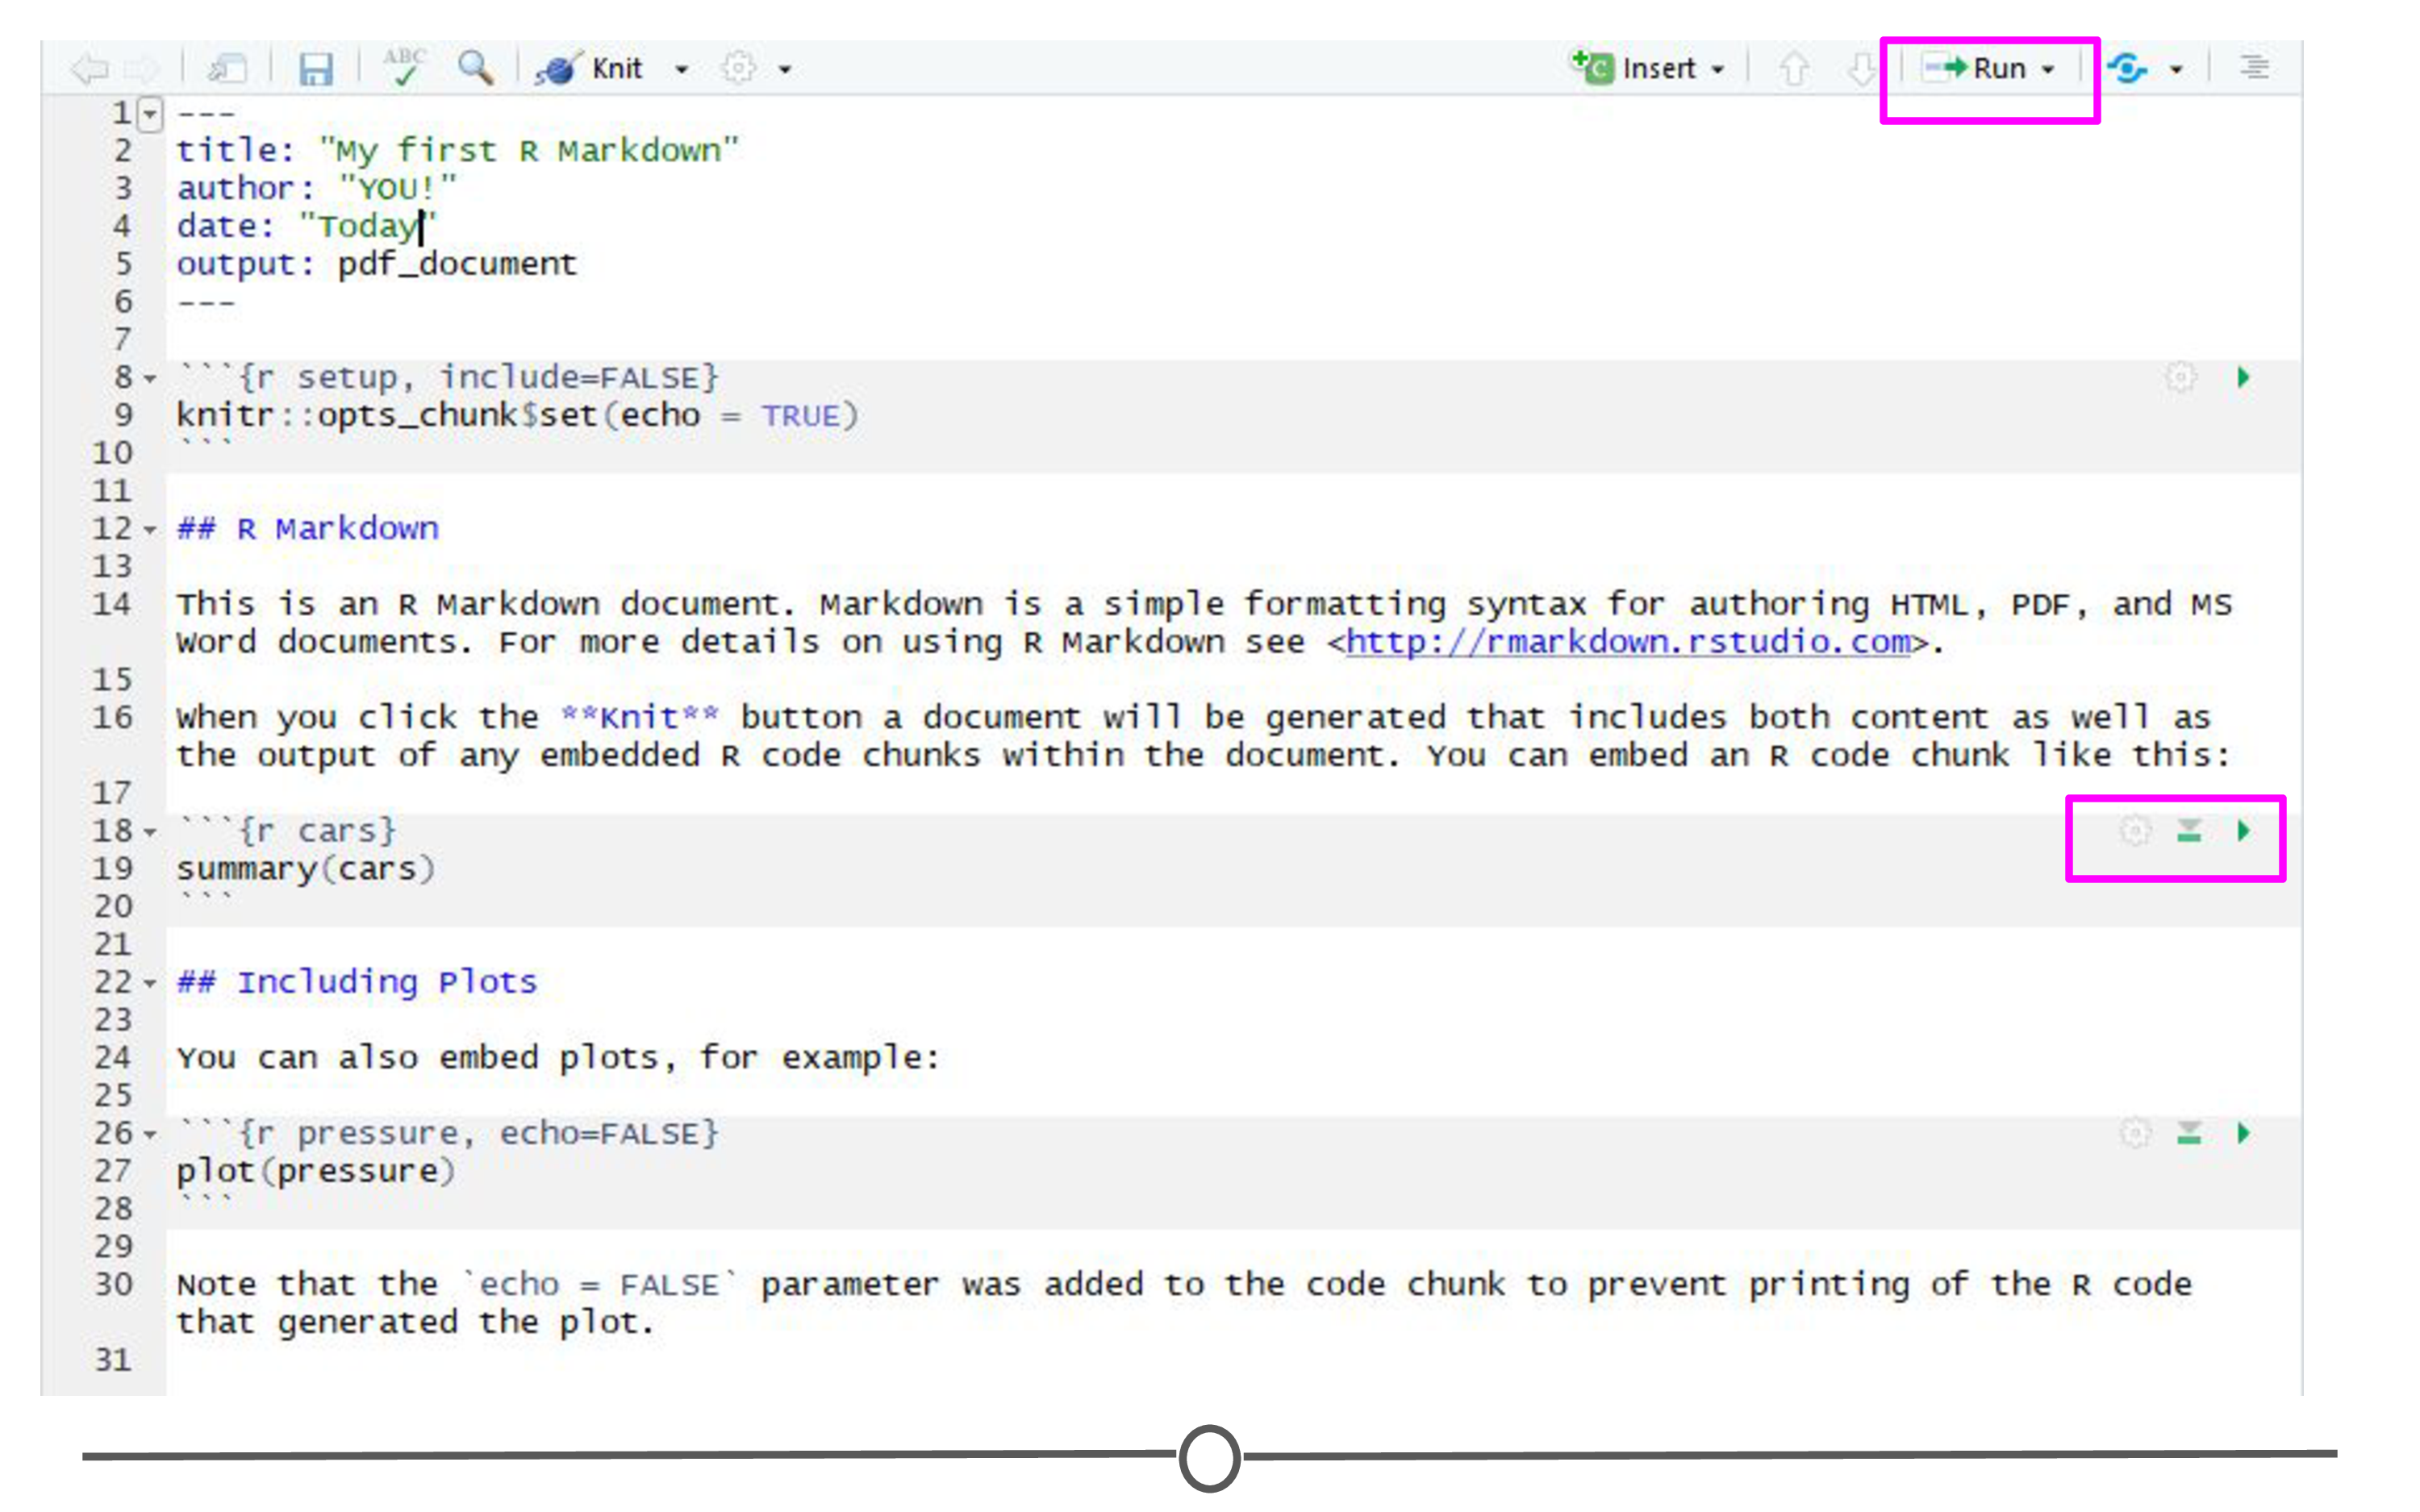 ABC Knit Insert Run
1 ---
2 title: "My first R Markdown"
3 author: "YOU!"
4 date: "Today"
5 output: pdf_document
6 ---
7
8 ```{r setup, include=FALSE}
9 knitr::opts_chunk$set(echo = TRUE)
10 ```
11
12 ## R Markdown
13
14 This is an R Markdown document. Markdown is a simple formatting syntax for authoring HTML, PDF, and MS
Word documents. For more details on using R Markdown see <http://rmarkdown.rstudio.com>.
15
16 When you click the **Knit** button a document will be generated that includes both content as well as
the output of any embedded R code chunks within the document. You can embed an R code chunk like this:
17
18 ```{r cars}
19 summary(cars)
20 ```
21
22 ## Including Plots
23
24 You can also embed plots, for example:
25
26 ```{r pressure, echo=FALSE}
27 plot(pressure)
28 ```
29
30 Note that the `echo = FALSE` parameter was added to the code chunk to prevent printing of the R code
that generated the plot.
31